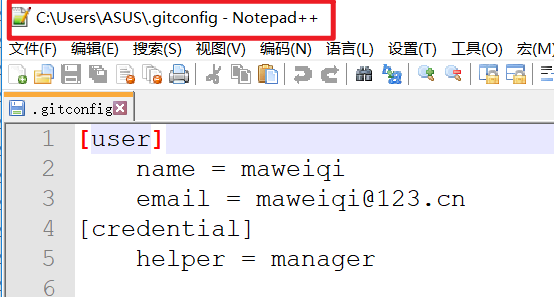 C:\Users\ASUS\.gitconfig - Notepad++
文件(F) 编辑(E) 搜索(S) 视图(V) 编码(N) 语言(L) 设置(T) 工具(O) 宏(M)
.gitconfig
1 [user]
2 name = maweiqi
3 email = maweiqi@123.cn
4 [credential]
5 helper = manager
6